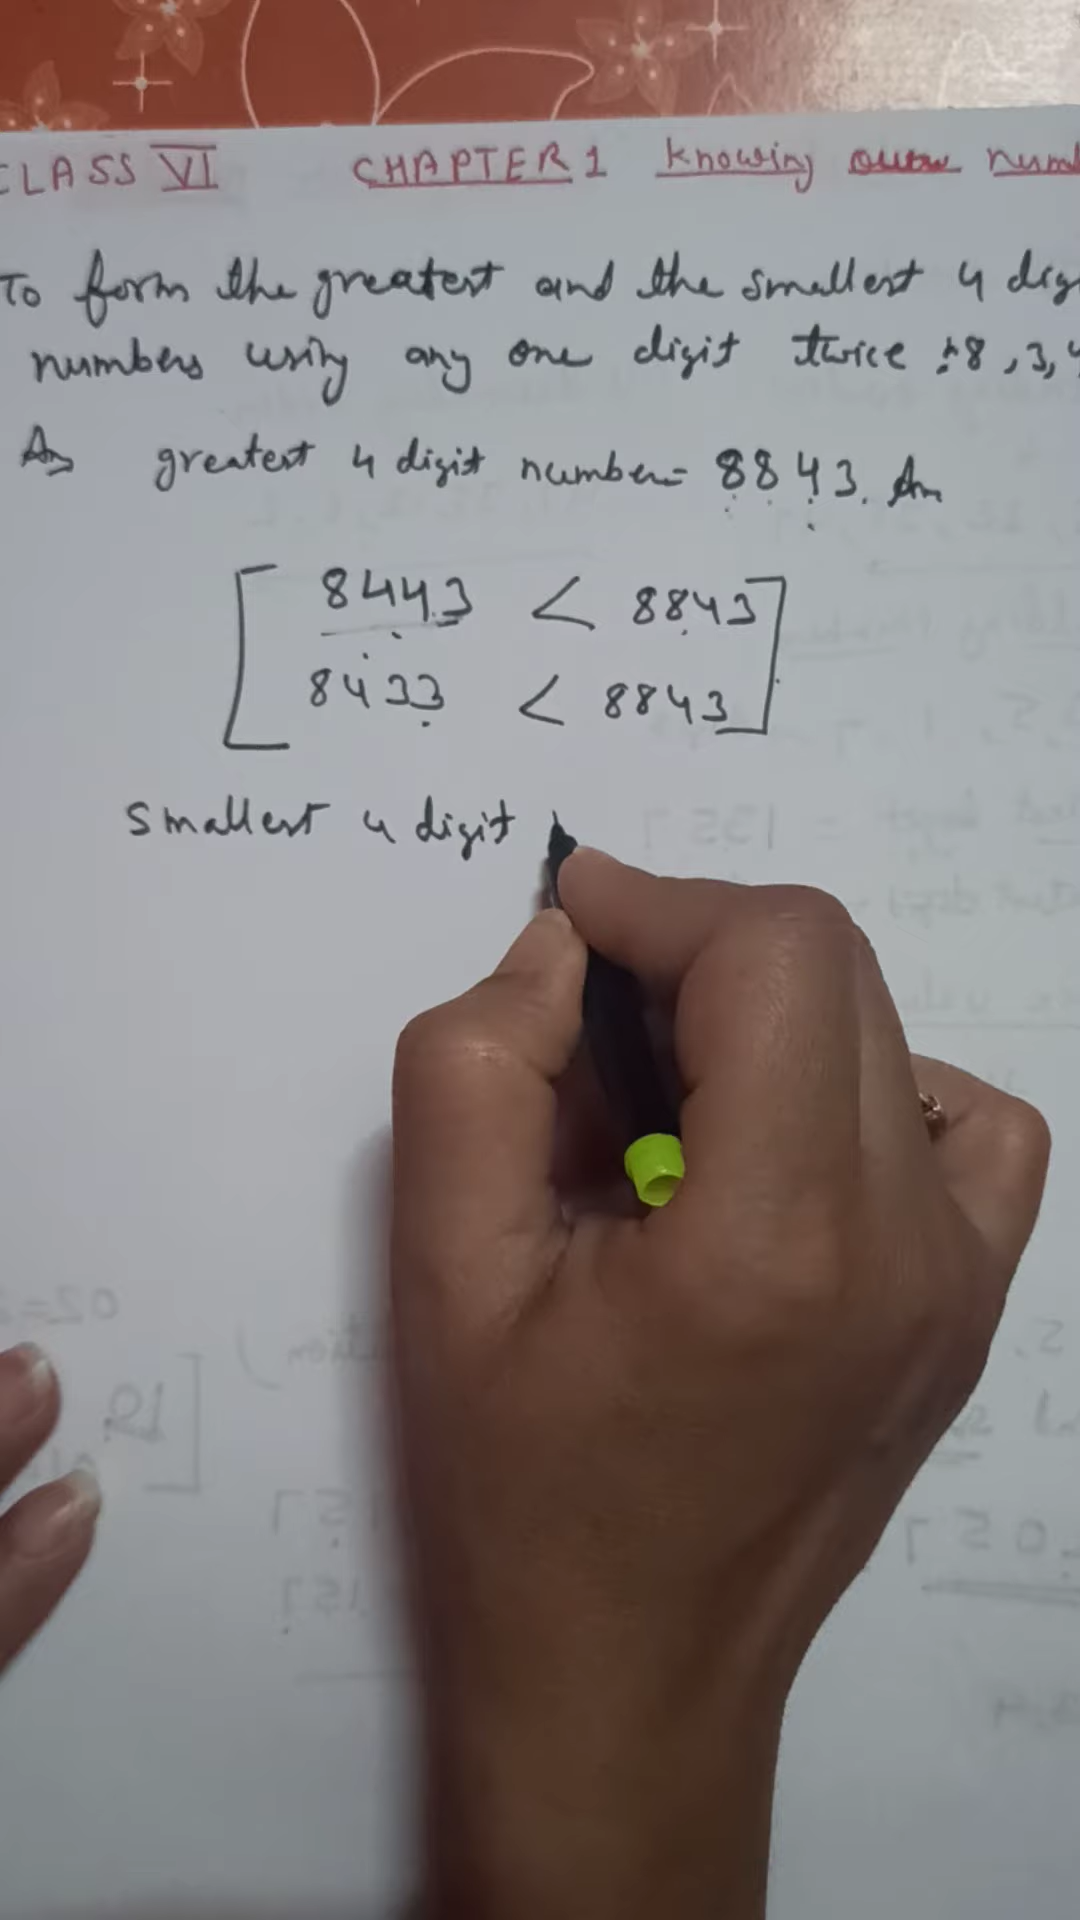 CLASS VI CHAPTER 1 Knowing
To form the greatest and the smallest 4
numbers using any one digit twice :- 8, 3,
Ans greatest 4 digit number = 8843. Ans
8443 < 8843
8433 < 8843
smallest 4 digit